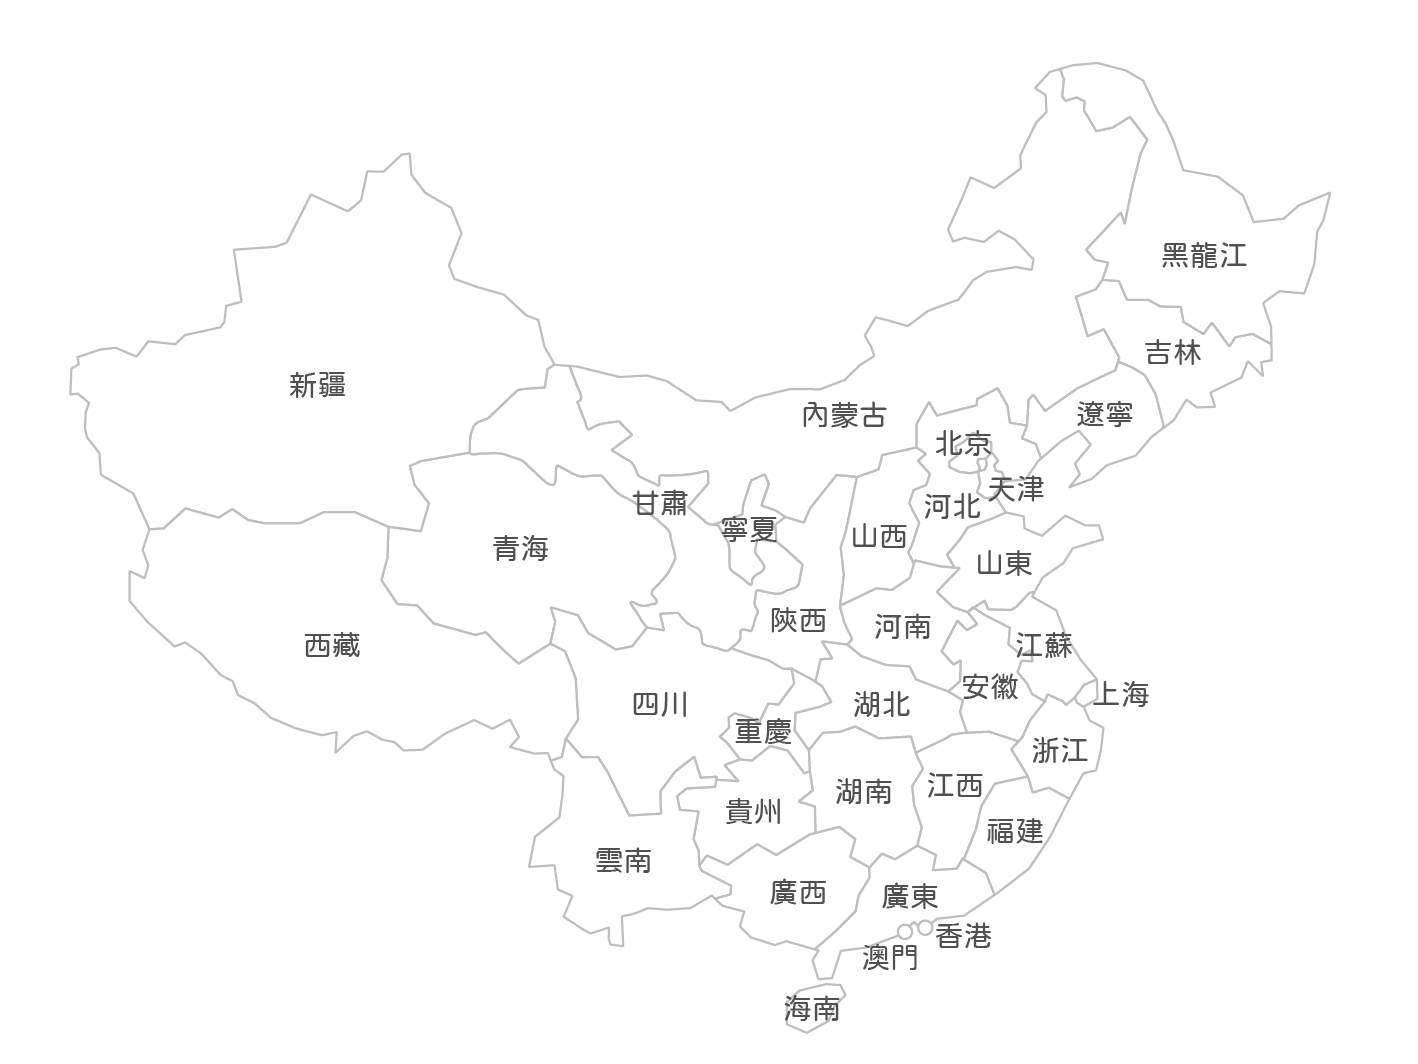 黑龍江
吉林
新疆
內蒙古
遼寧
北京
天津
甘肅
河北
寧夏
山西
青海
山東
陝西
河南
西藏
江蘇
安徽
上海
四川
湖北
重慶
浙江
江西
湖南
貴州
福建
雲南
廣西
廣東
香港
澳門
海南